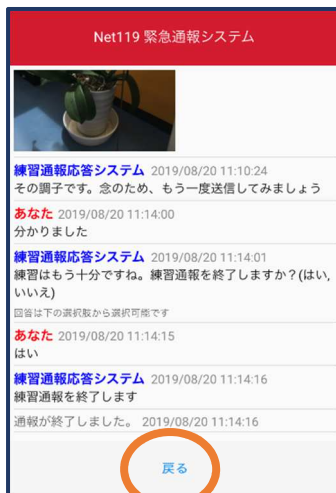 Net119 緊急通報システム
練習通報応答システム 2019/08/20 11:10:24
その調子です。念のため、もう一度送信してみましょう
あなた 2019/08/20 11:14:00
分かりました
練習通報応答システム 2019/08/20 11:14:01
練習はもう十分ですね。練習通報を終了しますか？(はい,
いいえ)
回答は下の選択肢から選択可能です
あなた 2019/08/20 11:14:15
はい
練習通報応答システム 2019/08/20 11:14:16
練習通報を終了します
通報が終了しました。 2019/08/20 11:14:16
戻る